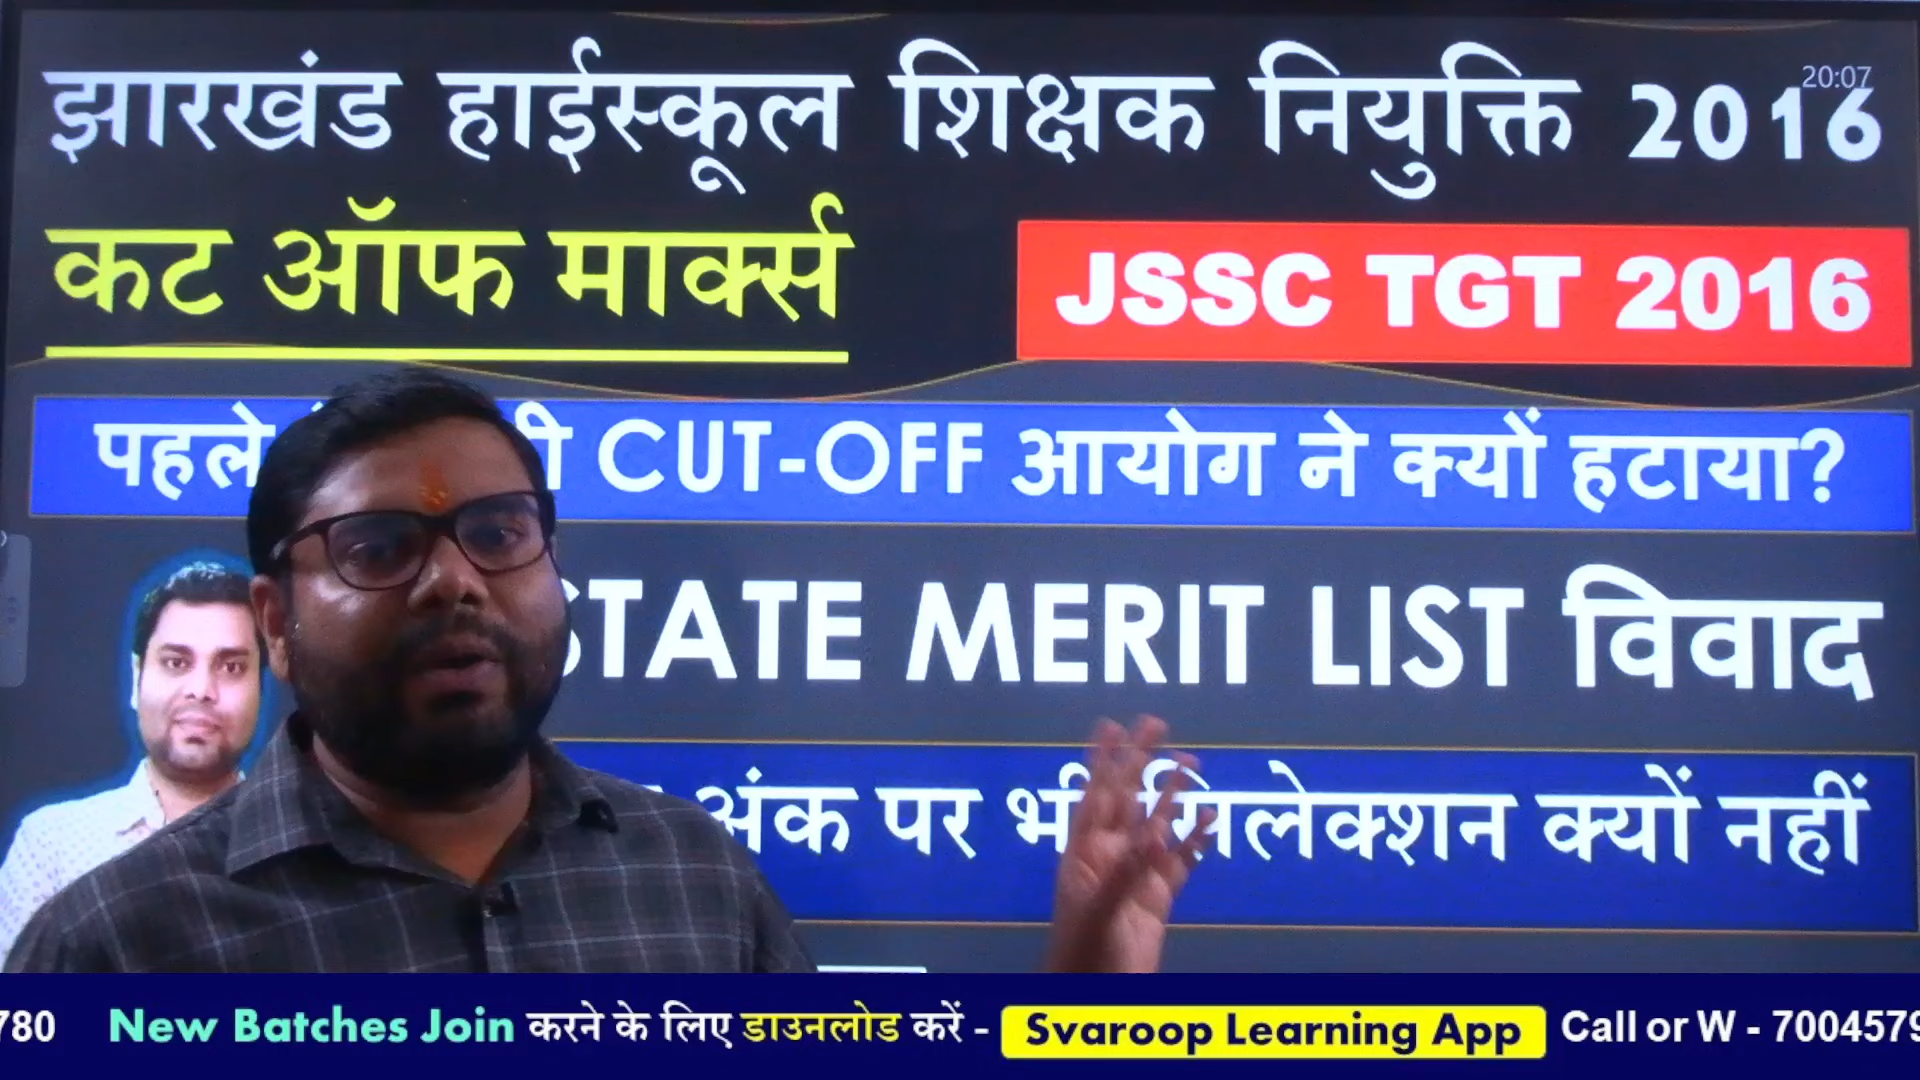 झारखंड हाईस्कूल शिक्षक नियुक्ति 2016
20:07
कट ऑफ मार्क्स
JSSC TGT 2016
पहले CUT-OFF आयोग ने क्यों हटाया?
STATE MERIT LIST विवाद
अंक पर भी सिलेक्शन क्यों नहीं
780 New Batches Join करने के लिए डाउनलोड करें - Svaroop Learning App Call or W - 7004579